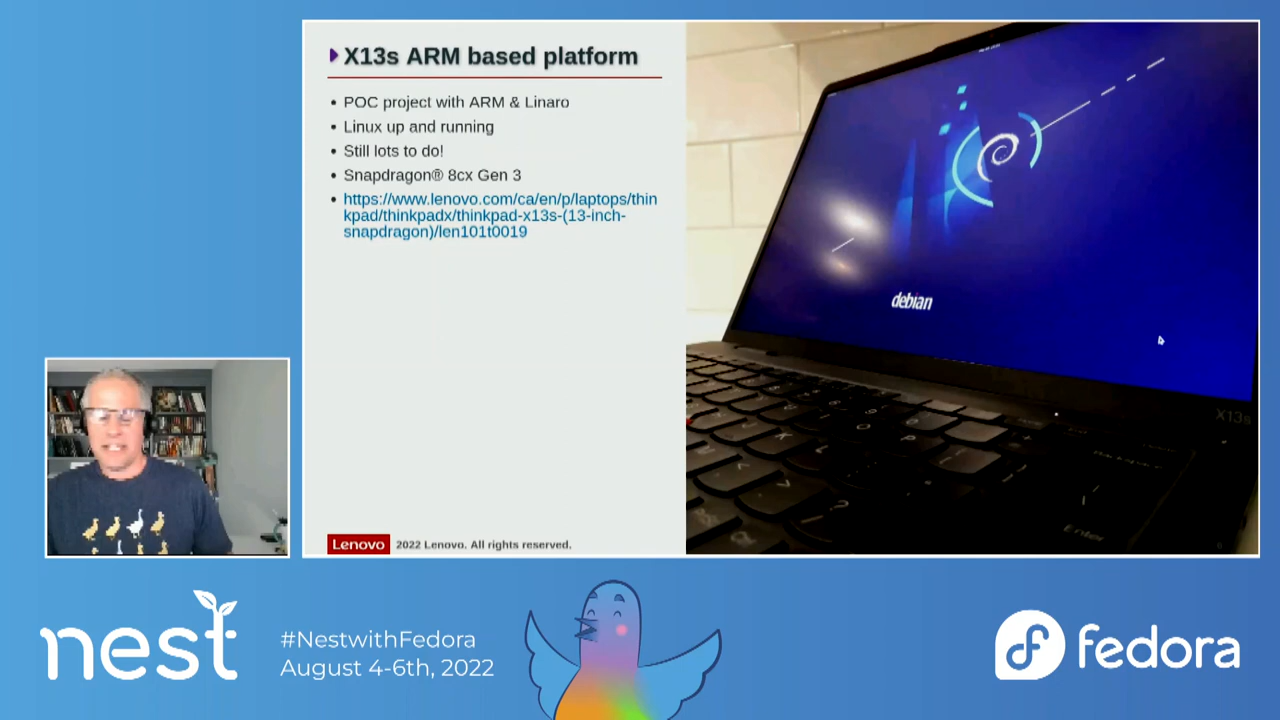 X13s ARM based platform
• POC project with ARM & Linaro
• Linux up and running
• Still lots to do!
• Snapdragon® 8cx Gen 3
• https://www.lenovo.com/ca/en/p/laptops/thin
kpad/thinkpadx/thinkpad-x13s-(13-inch-
snapdragon)/len101t0019
debian
X13s
Backspace
Enter
Lenovo 2022 Lenovo. All rights reserved.
nest
#NestwithFedora
August 4-6th, 2022
fedora